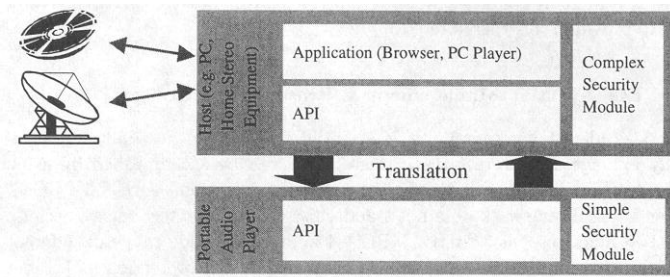 Host (e.g. PC,
Home Stereo
Equipment)
Application (Browser, PC Player)
API
Complex
Security
Module
Translation
Portable
Audio
Player
API
Simple
Security
Module